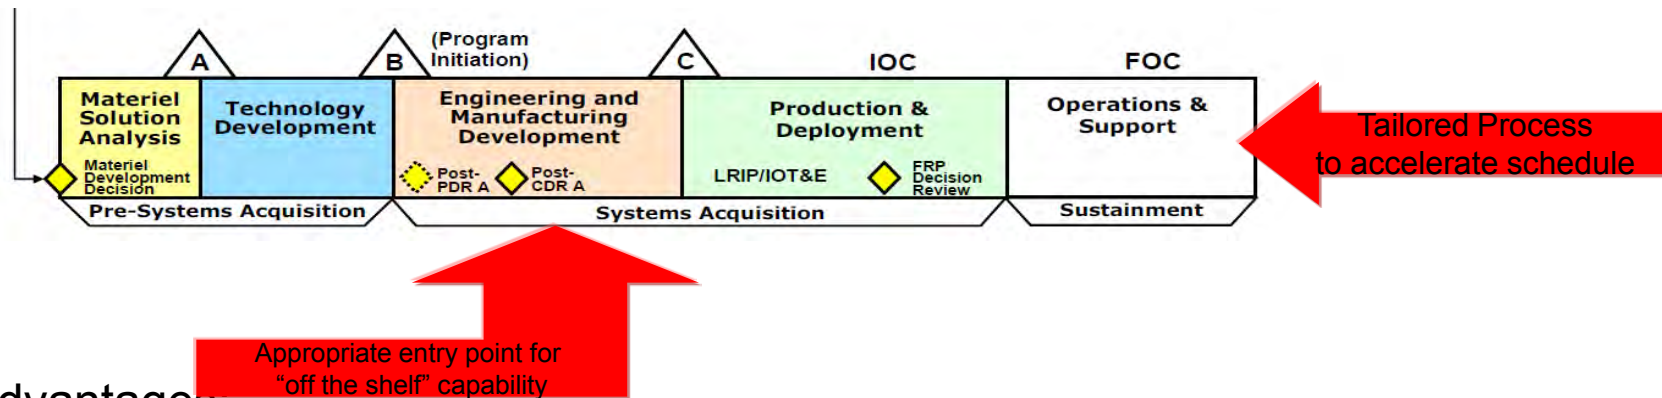 A
B
(Program
Initiation)
C
IOC
FOC
Materiel
Solution
Analysis
Technology
Development
Engineering and
Manufacturing
Development
Production &
Deployment
Operations &
Support
Materiel
Development
Decision
Post-
PDR A
Post-
CDR A
LRIP/IOT&E
FRP
Decision
Review
Pre-Systems Acquisition
Systems Acquisition
Sustainment
Tailored Process
to accelerate schedule
Appropriate entry point for
“off the shelf” capability